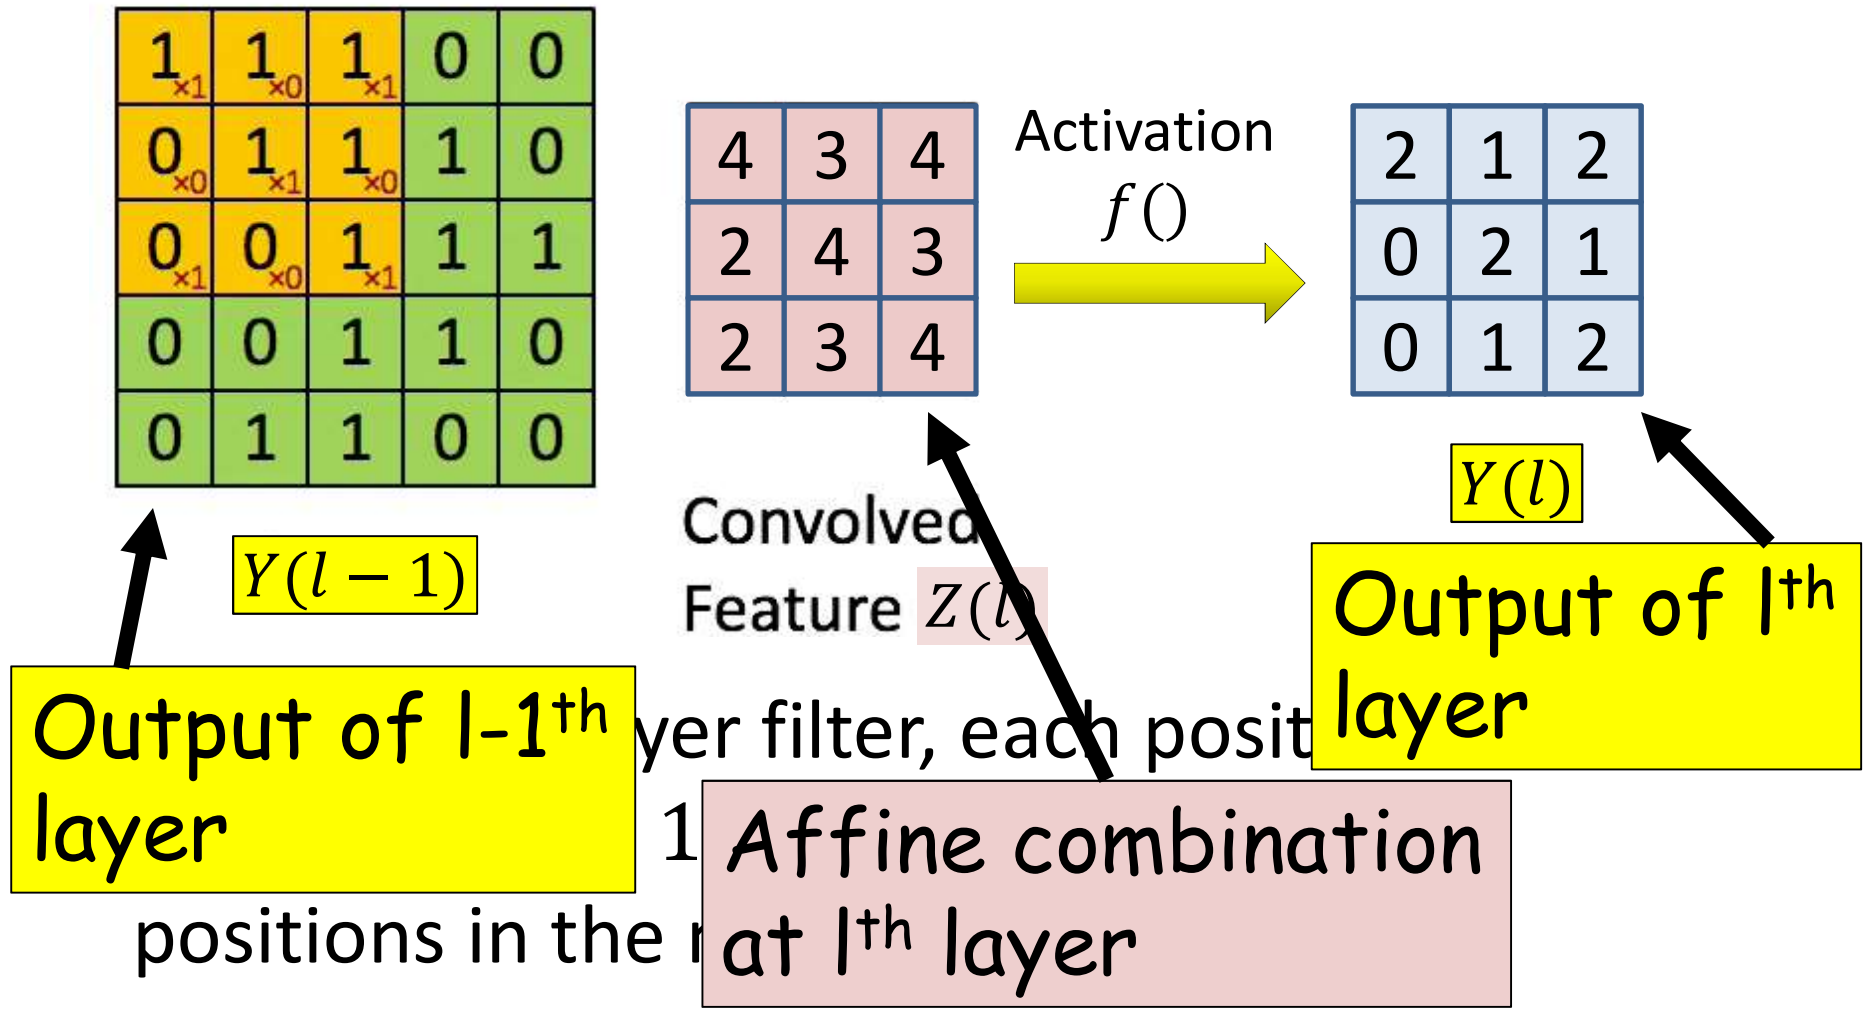 1×1 1×0 1×1 0 0
0×0 1×1 1×0 1 0
0×1 0×0 1×1 1 1
0 0 1 1 0
0 1 1 0 0
4 3 4
2 4 3
2 3 4
Activation
f()
2 1 2
0 2 1
0 1 2
Y(l − 1)
Convolved
Feature Z(l)
Y(l)
Output of l-1th
layer
Output of lth
layer
yer filter, each posit
1
Affine combination
at lth layer
positions in the